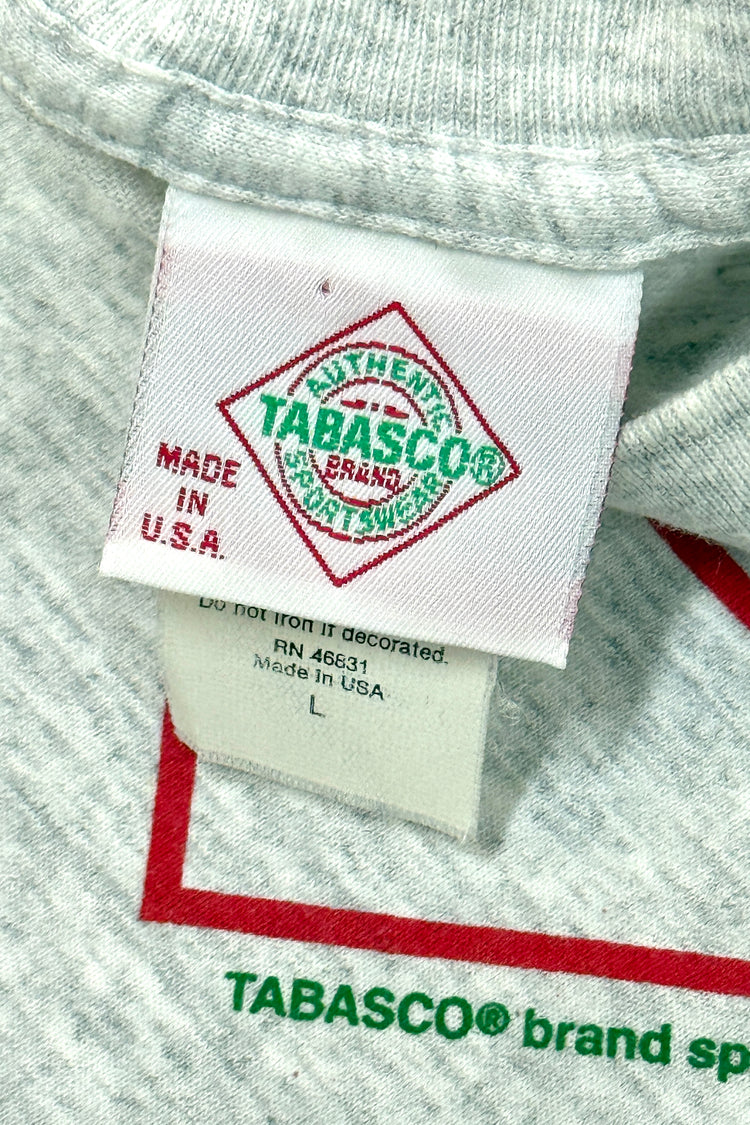 AUTHENTIC
TABASCO®
BRAND
SPORTSWEAR
MADE
IN
U.S.A.
Do not iron if decorated.
RN 46831
Made In USA
L
TABASCO® brand sp